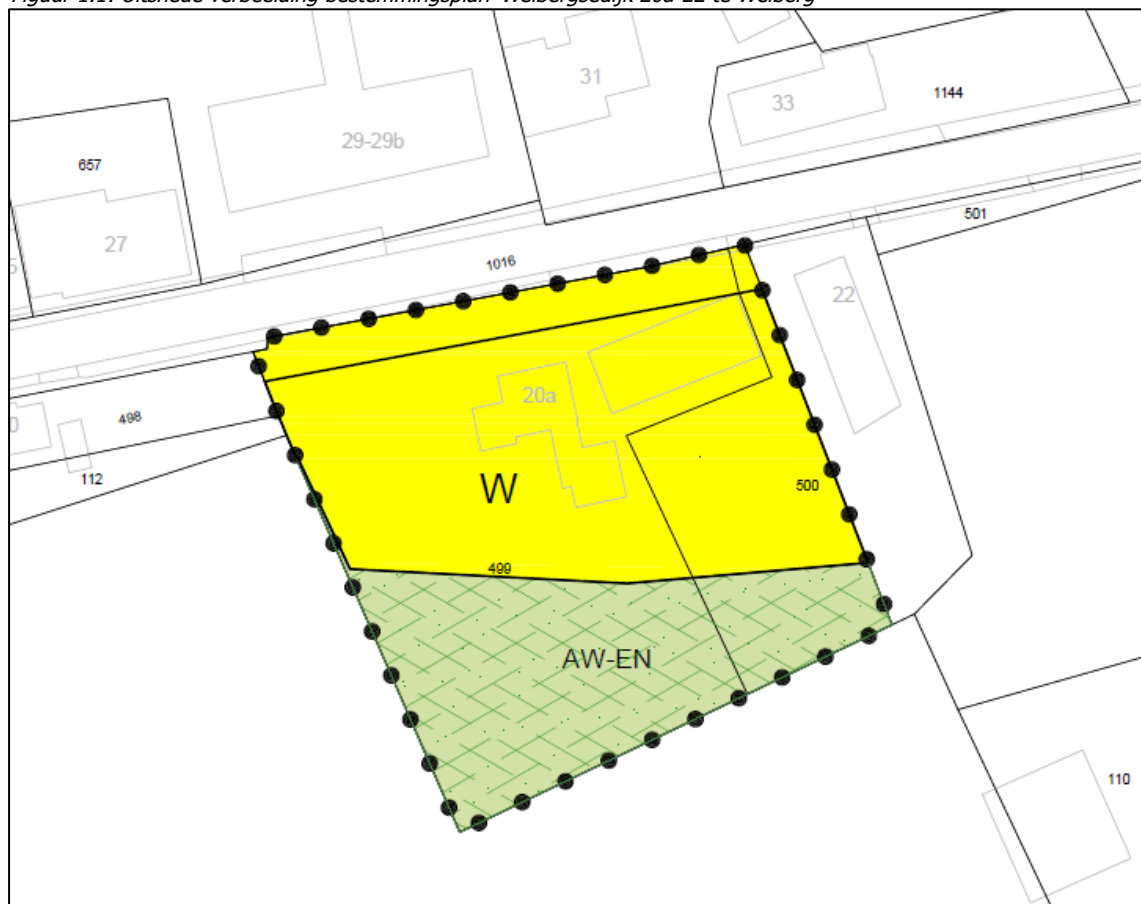 Figuur 1.1: Uitsnede verbeelding bestemmingsplan 'Welbergsedijk 20a-22 te Welberg'
31
33
1144
29-29b
657
27
501
1016
22
20a
498
W
112
500
499
AW-EN
110